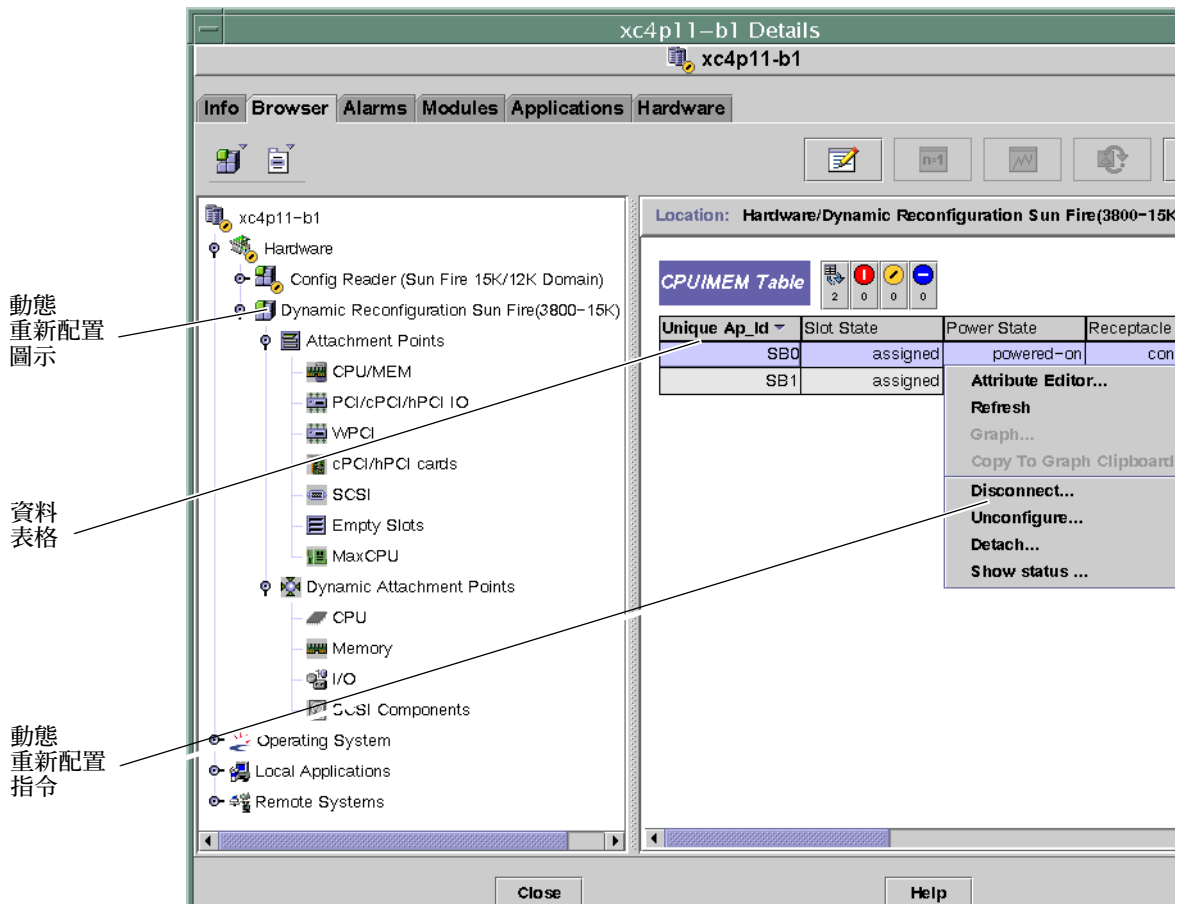 xc4p11-b1 Details
xc4p11-b1
Info Browser Alarms Modules Applications Hardware
n=1
xc4p11-b1
Hardware
Config Reader (Sun Fire 15K/12K Domain)
Dynamic Reconfiguration Sun Fire(3800-15K)
Attachment Points
CPU/MEM
PCI/cPCI/hPCI IO
WPCI
cPCI/hPCI cards
SCSI
Empty Slots
MaxCPU
Dynamic Attachment Points
CPU
Memory
I/O
SCSI Components
Operating System
Local Applications
Remote Systems
Location: Hardware/Dynamic Reconfiguration Sun Fire(3800-15K
CPU/MEM Table
2 0 0 0
Unique Ap_Id Slot State Power State Receptacle
SB0 assigned powered-on con
SB1 assigned
Attribute Editor...
Refresh
Graph...
Copy To Graph Clipboard
Disconnect...
Unconfigure...
Detach...
Show status ...
Close Help
動態
重新配置
圖示
資料
表格
動態
重新配置
指令